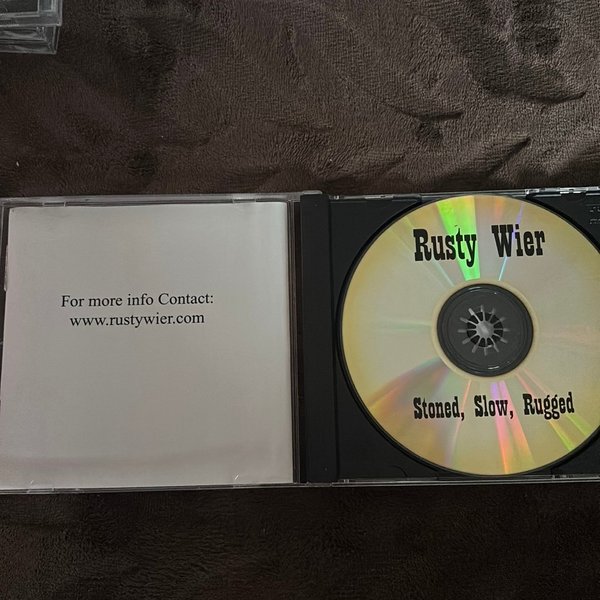 For more info Contact:
www.rustywier.com
Rusty Wier
Stoned, Slow, Rugged